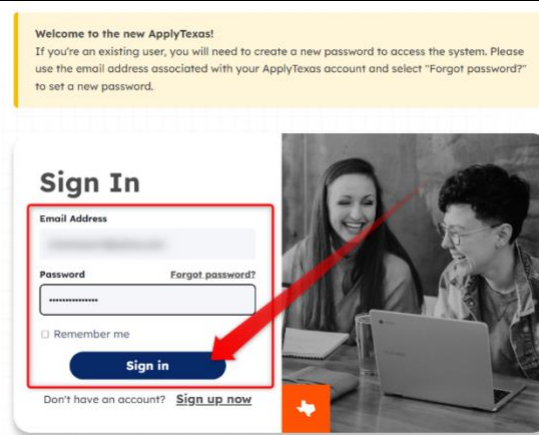 Welcome to the new ApplyTexas!
If you're an existing user, you will need to create a new password to access the system. Please
use the email address associated with your ApplyTexas account and select "Forgot password?"
to set a new password.
Sign In
Email Address
Password Forgot password?
Remember me
Sign in
Don't have an account? Sign up now